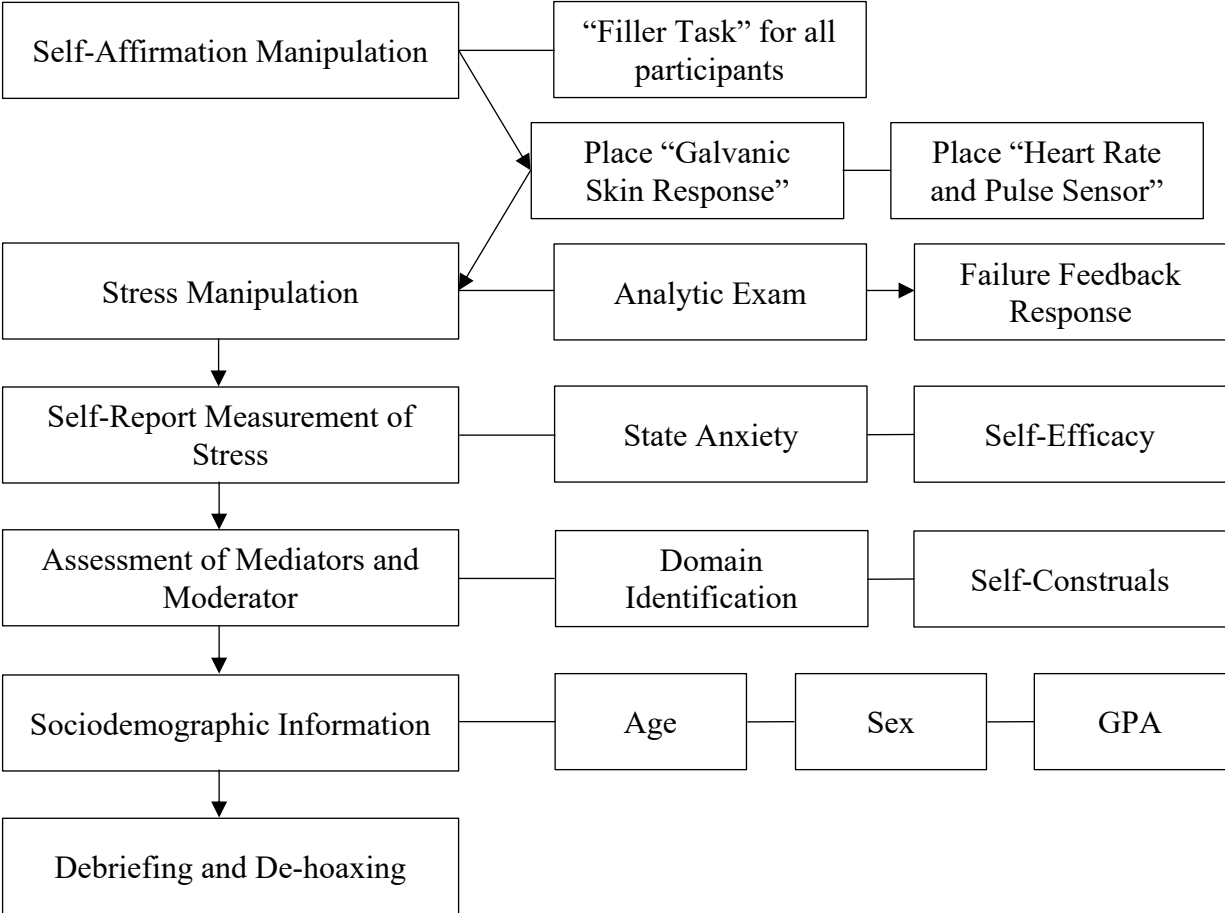 Self-Affirmation Manipulation
“Filler Task” for all
participants
Place “Galvanic
Skin Response”
Place “Heart Rate
and Pulse Sensor”
Stress Manipulation
Analytic Exam
Failure Feedback
Response
Self-Report Measurement of
Stress
State Anxiety
Self-Efficacy
Assessment of Mediators and
Moderator
Domain
Identification
Self-Construals
Sociodemographic Information
Age
Sex
GPA
Debriefing and De-hoaxing